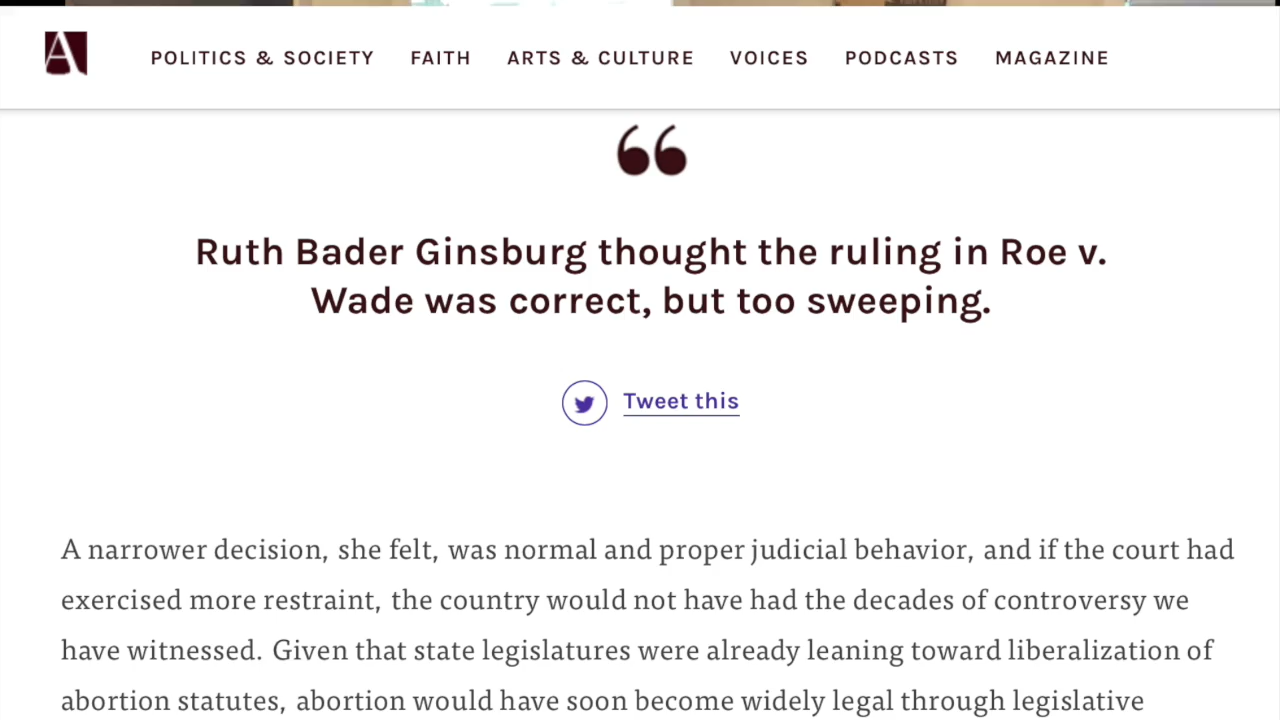 A
POLITICS & SOCIETY FAITH ARTS & CULTURE VOICES PODCASTS MAGAZINE
“
Ruth Bader Ginsburg thought the ruling in Roe v.
Wade was correct, but too sweeping.
Tweet this
A narrower decision, she felt, was normal and proper judicial behavior, and if the court had
exercised more restraint, the country would not have had the decades of controversy we
have witnessed. Given that state legislatures were already leaning toward liberalization of
abortion statutes, abortion would have soon become widely legal through legislative